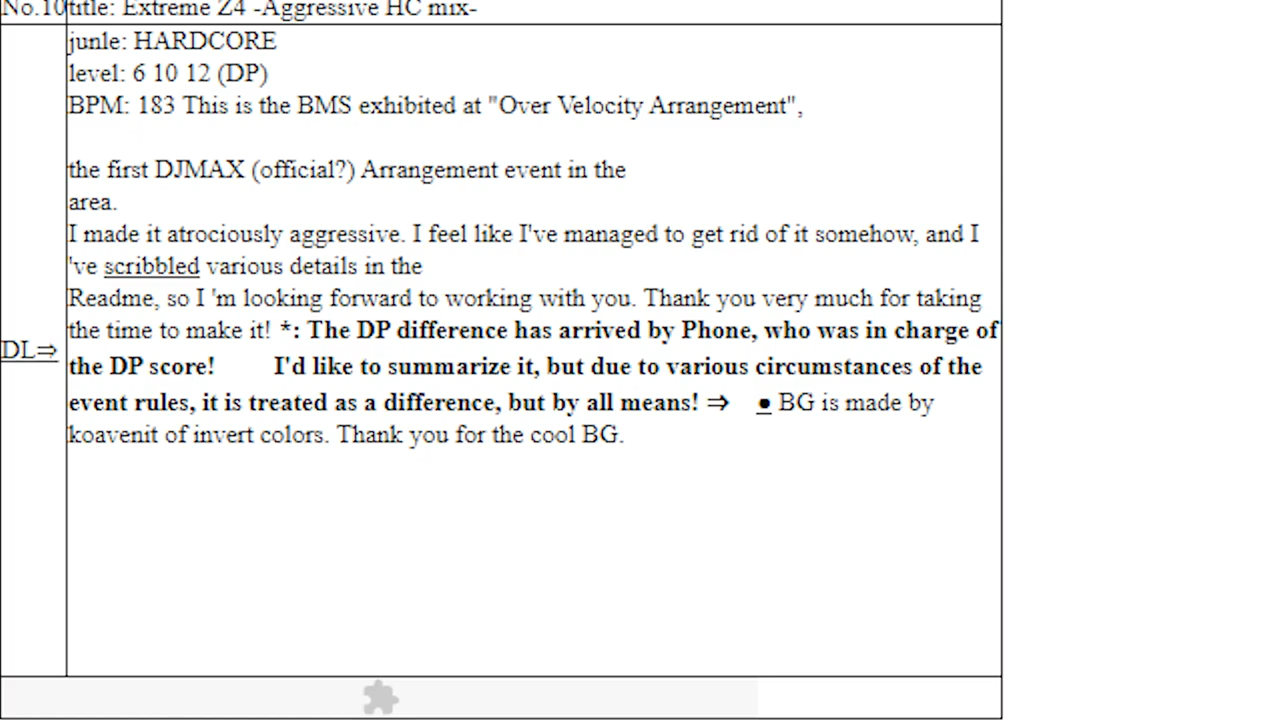 No.10 title: Extreme Z4 -Aggressive HC mix-
junle: HARDCORE
level: 6 10 12 (DP)
BPM: 183 This is the BMS exhibited at "Over Velocity Arrangement",
the first DJMAX (official?) Arrangement event in the
area.
I made it atrociously aggressive. I feel like I've managed to get rid of it somehow, and I
've scribbled various details in the
Readme, so I 'm looking forward to working with you. Thank you very much for taking
the time to make it! *: The DP difference has arrived by Phone, who was in charge of
DL⇒
the DP score! I'd like to summarize it, but due to various circumstances of the
event rules, it is treated as a difference, but by all means! ⇒ ● BG is made by
koavenit of invert colors. Thank you for the cool BG.